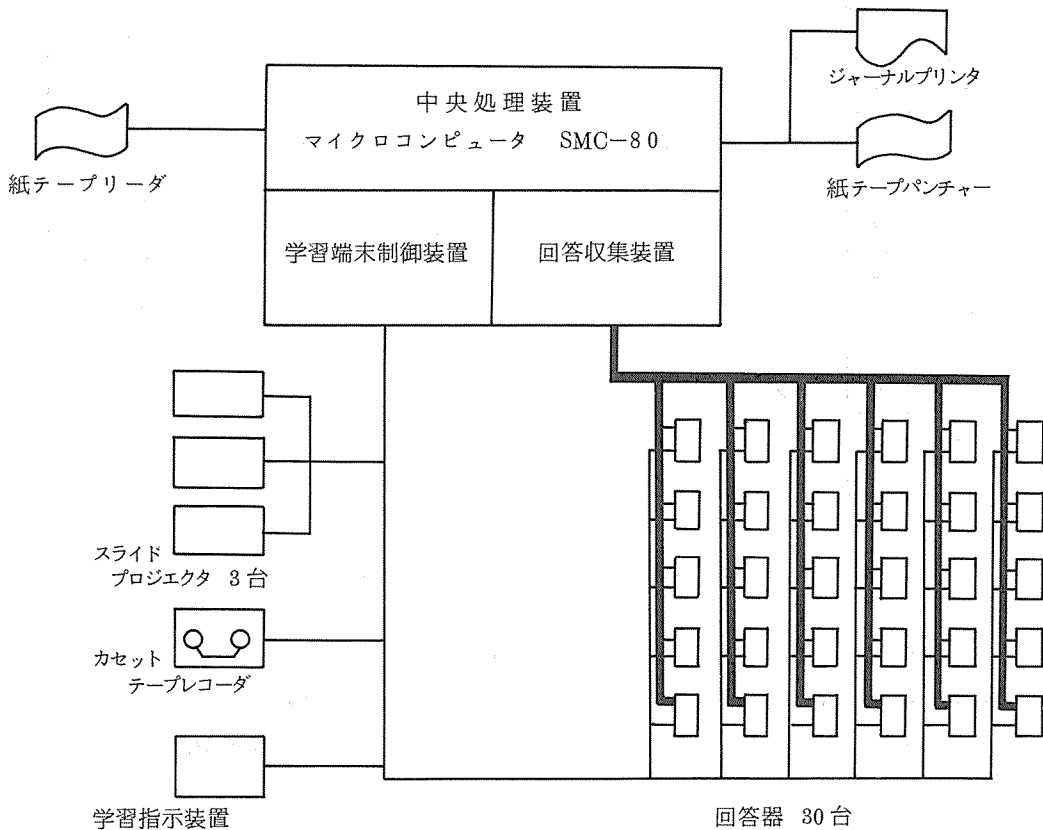 ジャーナルプリンタ
中央処理装置
マイクロコンピュータ SMC-80
紙テープリーダ
紙テープパンチャー
学習端末制御装置
回答収集装置
スライド
プロジェクタ 3台
カセット
テープレコーダ
学習指示装置
回答器 30台